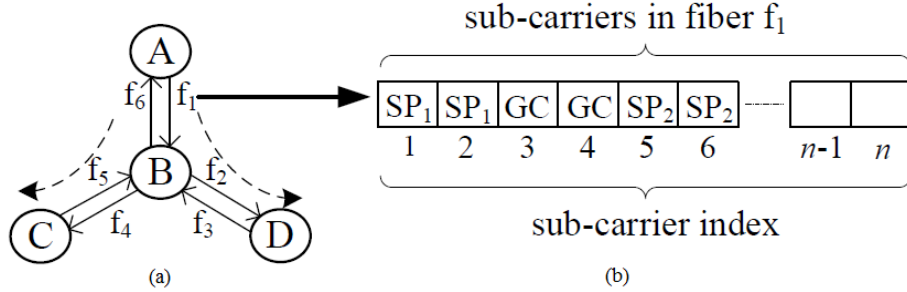 sub-carriers in fiber f₁
A
f₆ f₁
SP₁ SP₁ GC GC SP₂ SP₂
1 2 3 4 5 6 n-1 n
B
f₅ f₂
C f₄ f₃ D
sub-carrier index
(a) (b)